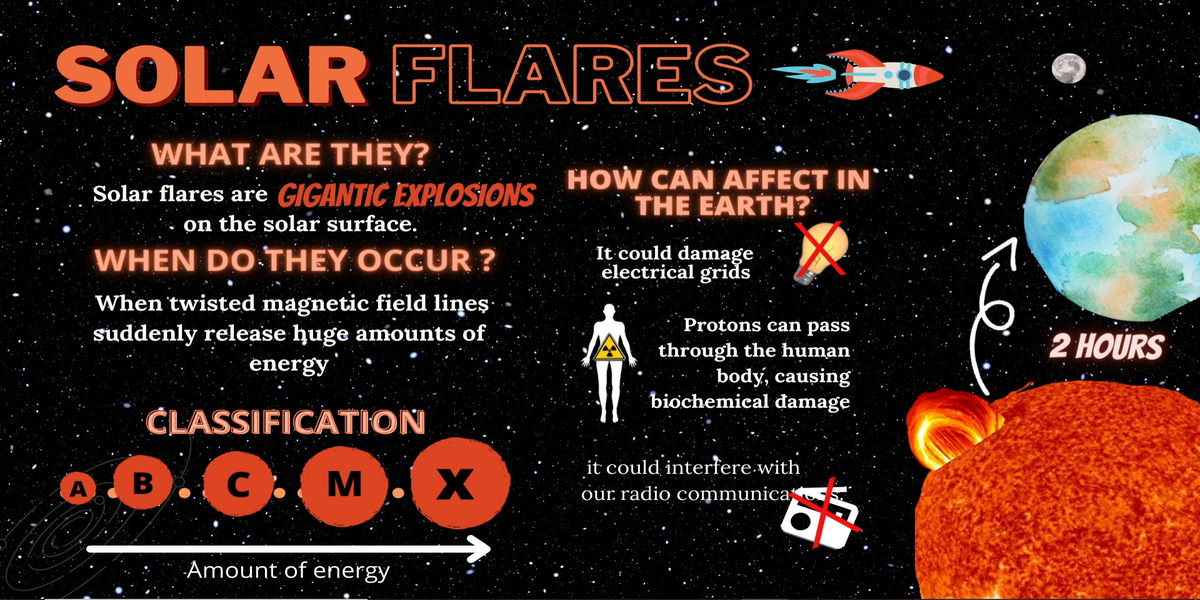 SOLAR FLARES
WHAT ARE THEY?
Solar flares are GIGANTIC EXPLOSIONS
on the solar surface.
WHEN DO THEY OCCUR ?
When twisted magnetic field lines
suddenly release huge amounts of
energy
CLASSIFICATION
A B C M X
Amount of energy
HOW CAN AFFECT IN
THE EARTH?
It could damage
electrical grids
Protons can pass
through the human
body, causing
biochemical damage
it could interfere with
our radio communications.
2 HOURS